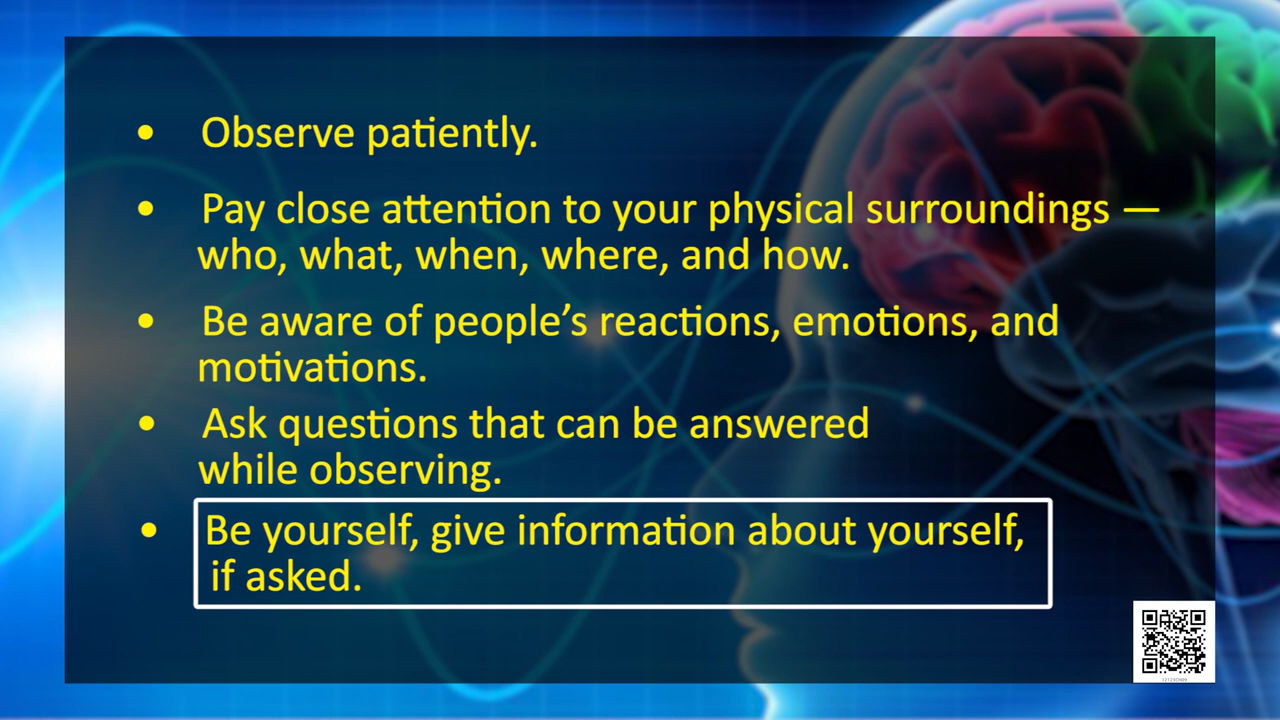 • Observe patiently.
• Pay close attention to your physical surroundings —
who, what, when, where, and how.
• Be aware of people’s reactions, emotions, and
motivations.
• Ask questions that can be answered
while observing.
• Be yourself, give information about yourself,
if asked.